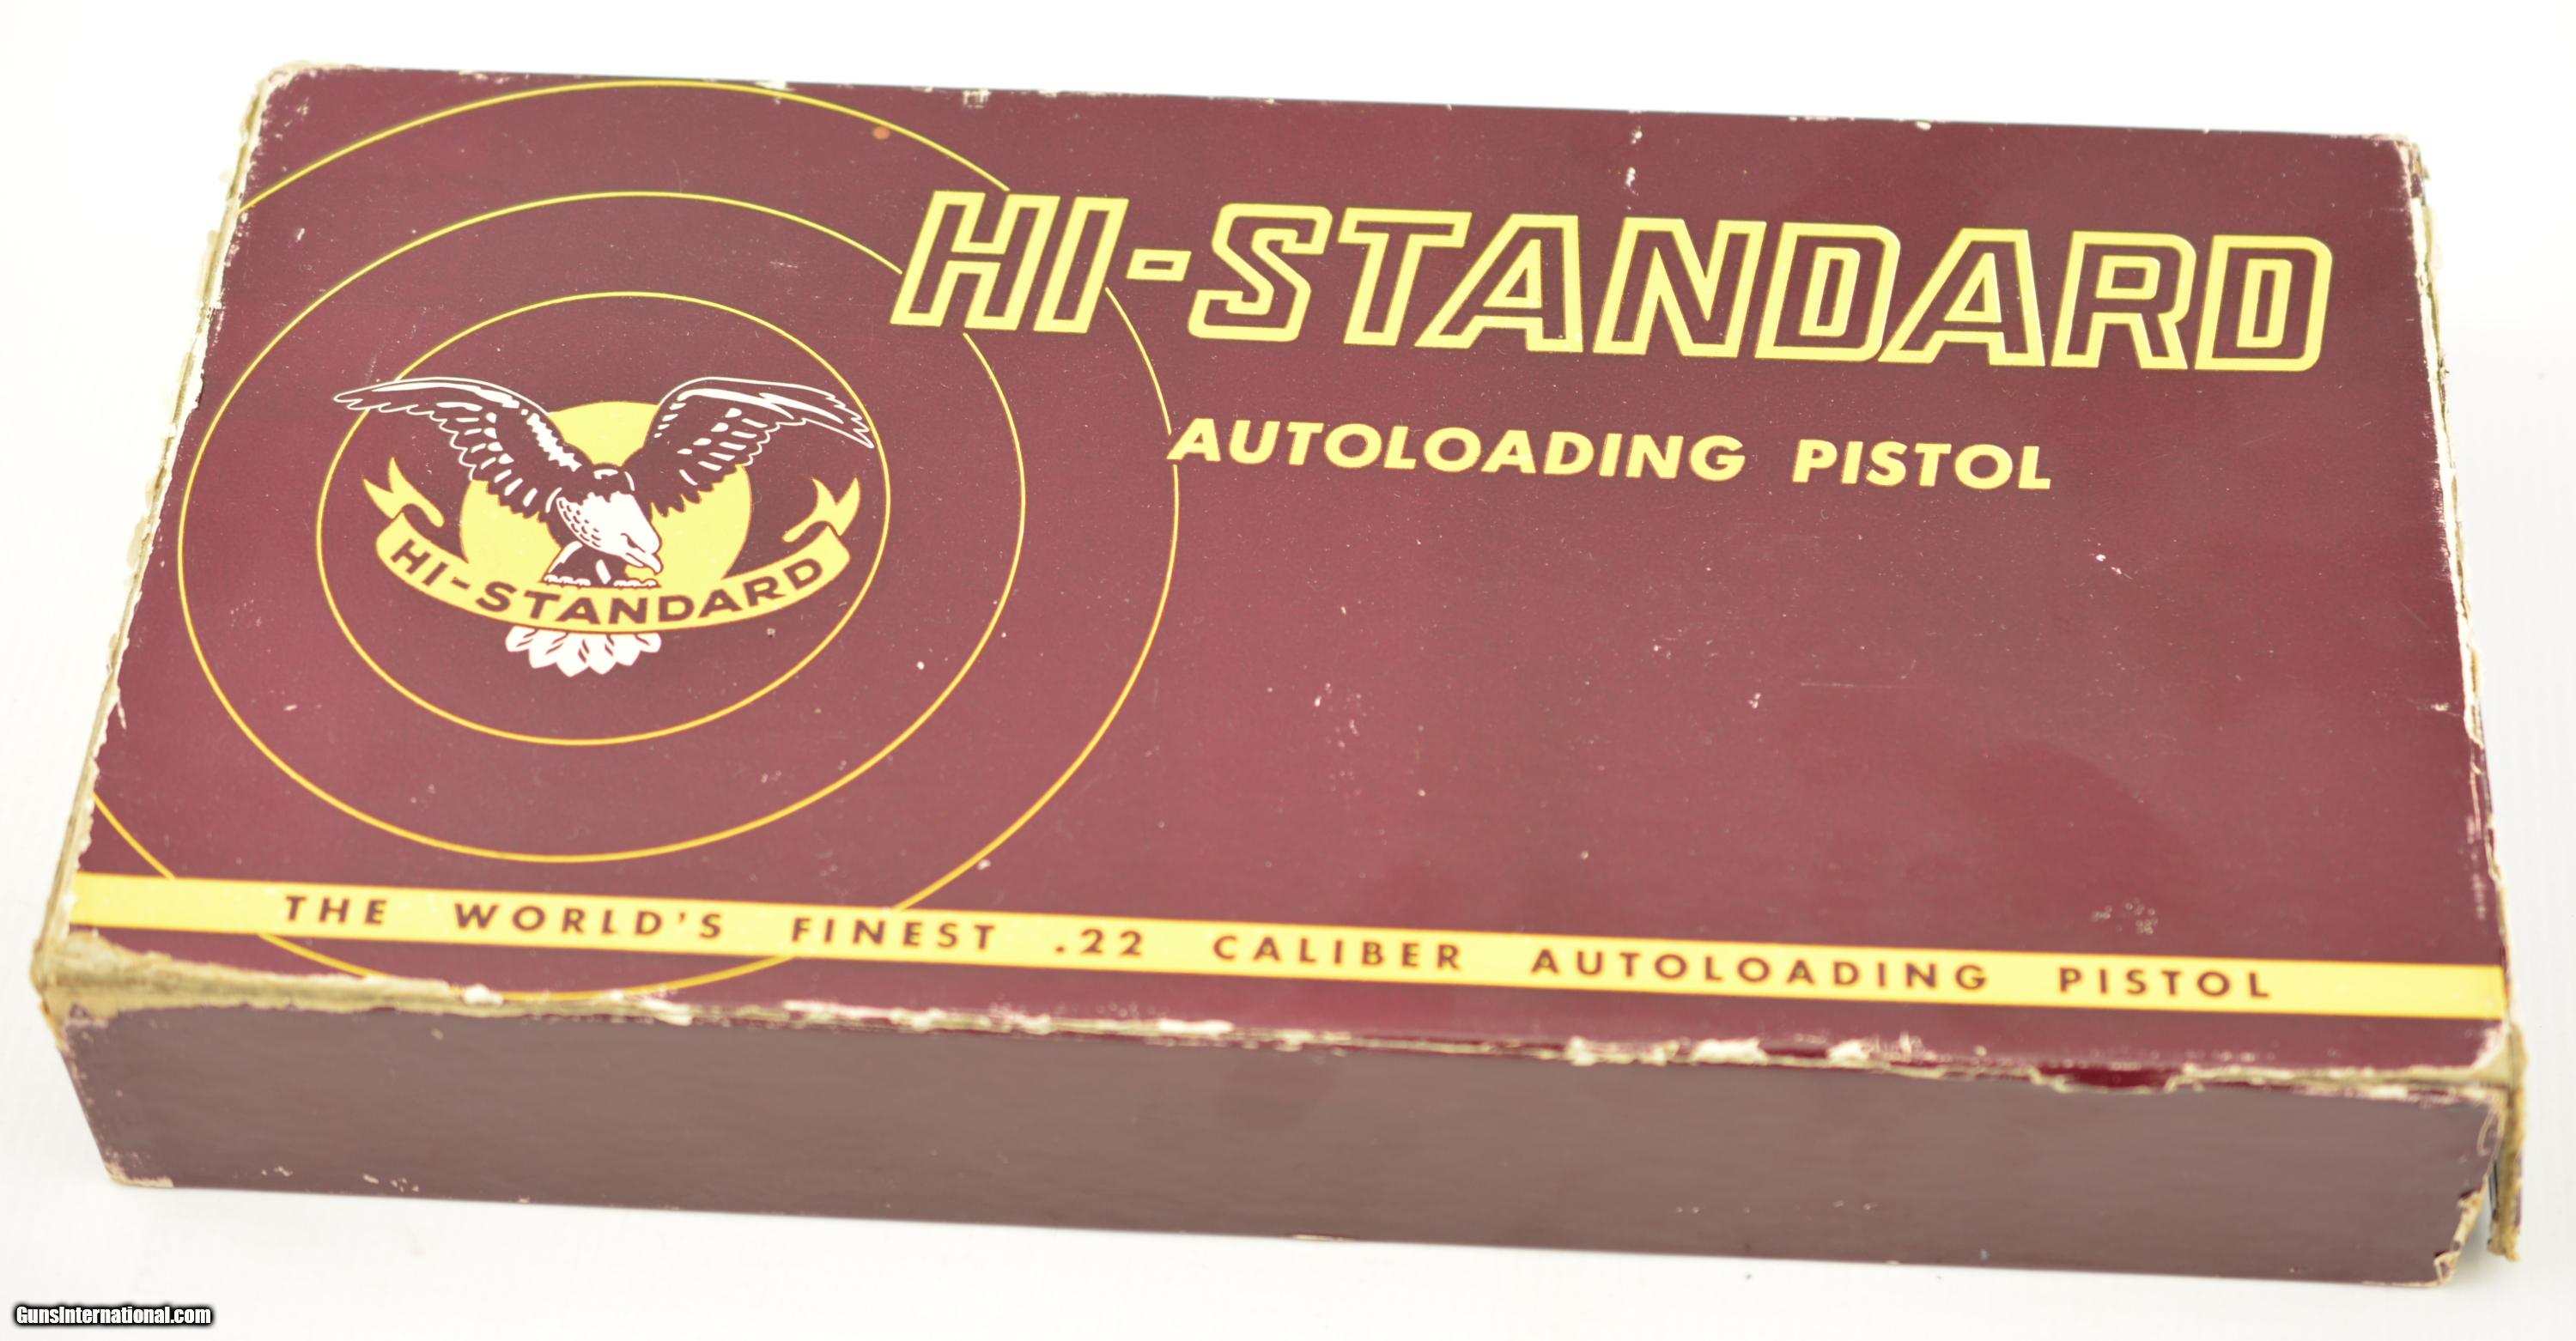 HI-STANDARD
AUTOLOADING PISTOL
HI-STANDARD
THE WORLD'S FINEST .22 CALIBER AUTOLOADING PISTOL
GunsInternational.com